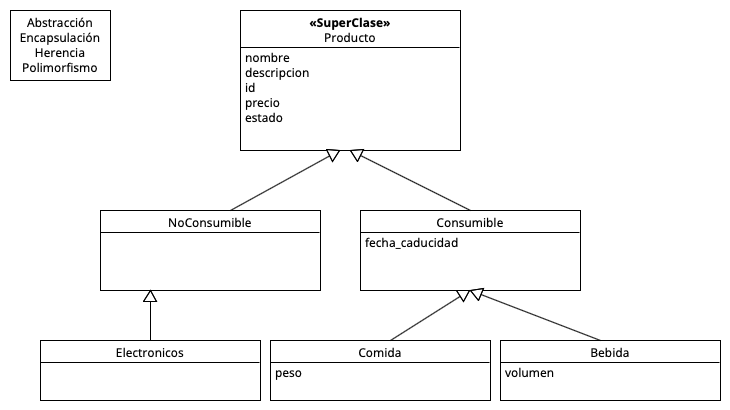 Abstracción
Encapsulación
Herencia
Polimorfismo
«SuperClase»
Producto
nombre
descripcion
id
precio
estado
NoConsumible
Consumible
fecha_caducidad
Electronicos
Comida
peso
Bebida
volumen